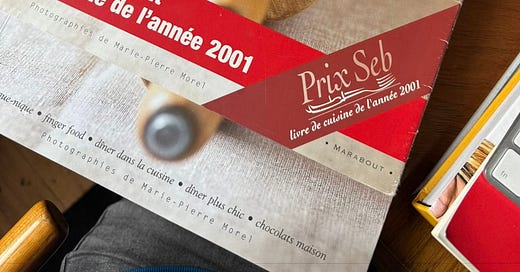 de l'année 2001
Photographies de Marie-Pierre Morel
Prix Seb
livre de cuisine de l'année 2001
• MARABOUT •
finger food • dîner dans la cuisine • dîner plus chic • chocolats maison
Photographies de Marie-Pierre Morel